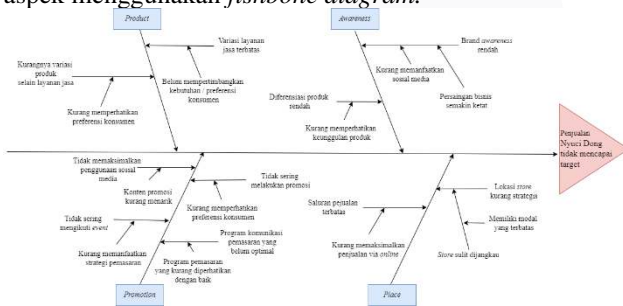 aspek menggunakan fishbone diagram.
Product
Awareness
Variasi layanan
jasa terbatas
Brand awareness
rendah
Kurangnya variasi
produk
selain layanan jasa
Belum mempertimbangkan
kebutuhan / preferensi
konsumen
Kurang memanfaatkan
sosial media
Persaingan bisnis
semakin ketat
Kurang memperhatikan
preferensi konsumen
Diferensiasi produk
rendah
Kurang memperhatikan
keunggulan produk
Penjualan
Nyuci Dong
tidak mencapai
target
Tidak memaksimalkan
penggunaan sosial
media
Tidak sering
melakukan promosi
Konten promosi
kurang menarik
Kurang memperhatikan
preferensi konsumen
Tidak sering
mengikuti event
Program komunikasi
pemasaran yang
belum optimal
Kurang memanfaatkan
strategi pemasaran
Program pemasaran
yang kurang diperhatikan
dengan baik
Lokasi store
kurang strategis
Saluran penjualan
terbatas
Memiliki modal
yang terbatas
Kurang memaksimalkan
penjualan via online
Store sulit dijangkau
Promotion
Place